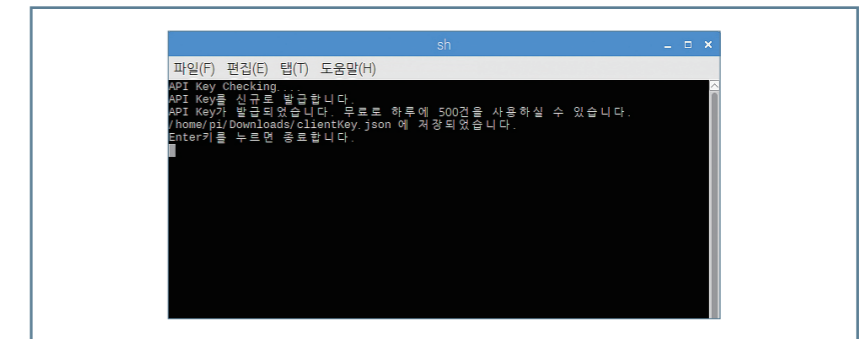 sh
파일(F) 편집(E) 탭(T) 도움말(H)
API Key Checking....
API Key를 신규로 발급합니다.
API Key가 발급되었습니다. 무료로 하루에 500건을 사용하실 수 있습니다.
/home/pi/Downloads/clientKey.json 에 저장되었습니다.
Enter키를 누르면 종료합니다.